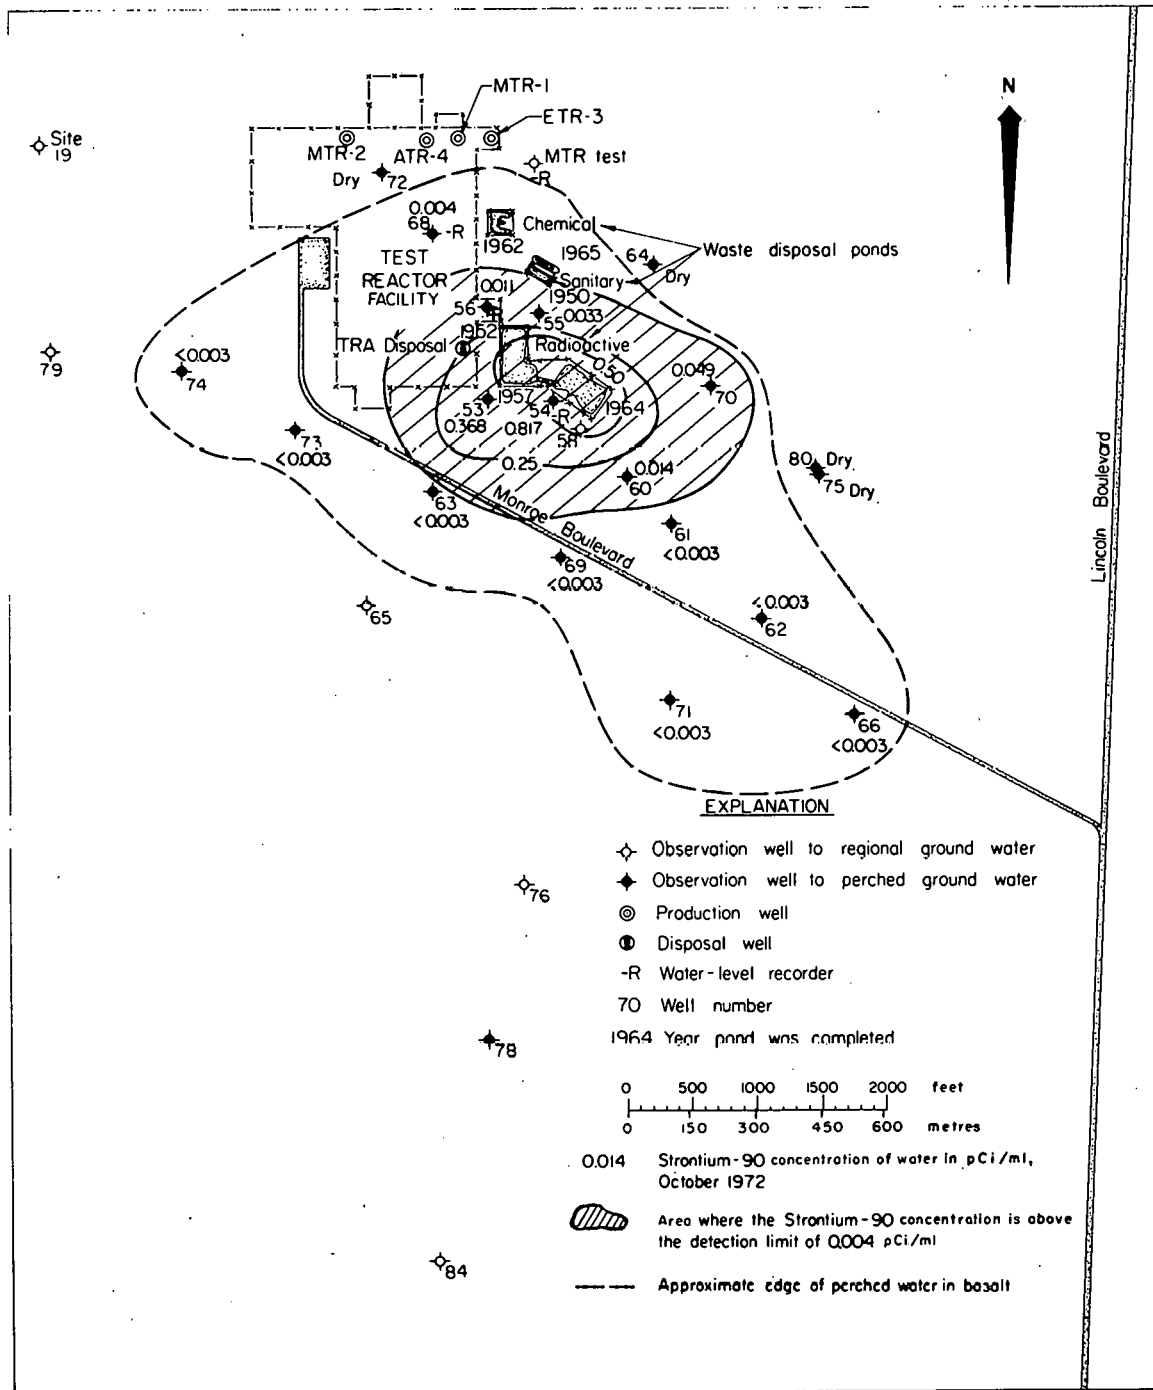 N
MTR-1
ETR-3
Site
19
MTR-2
ATR-4
MTR test
-R
Dry
72
0.004
68
-R
Chemical
1962
1965
Waste disposal ponds
64
Dry
TEST
REACTOR
FACILITY
Sanitary
1950
0.011
56
R
1952
55
0.033
TRA Disposal
Radioactive
79
<0.003
74
0.50
0.049
70
1957
53
54
-R
1964
0.368
0.817
58
73
<0.003
0.25
80 Dry
75 Dry
0.014
60
63
<0.003
Monroe Boulevard
61
<0.003
69
<0.003
<0.003
62
Lincoln Boulevard
65
71
<0.003
66
<0.003
EXPLANATION
Observation well to regional ground water
Observation well to perched ground water
Production well
Disposal well
-R Water-level recorder
70 Well number
1964 Year pond was completed
76
78
84
0 500 1000 1500 2000 feet
0 150 300 450 600 metres
0.014 Strontium-90 concentration of water in pCi/ml,
October 1972
Area where the Strontium-90 concentration is above
the detection limit of 0.004 pCi/ml
Approximate edge of perched water in basalt